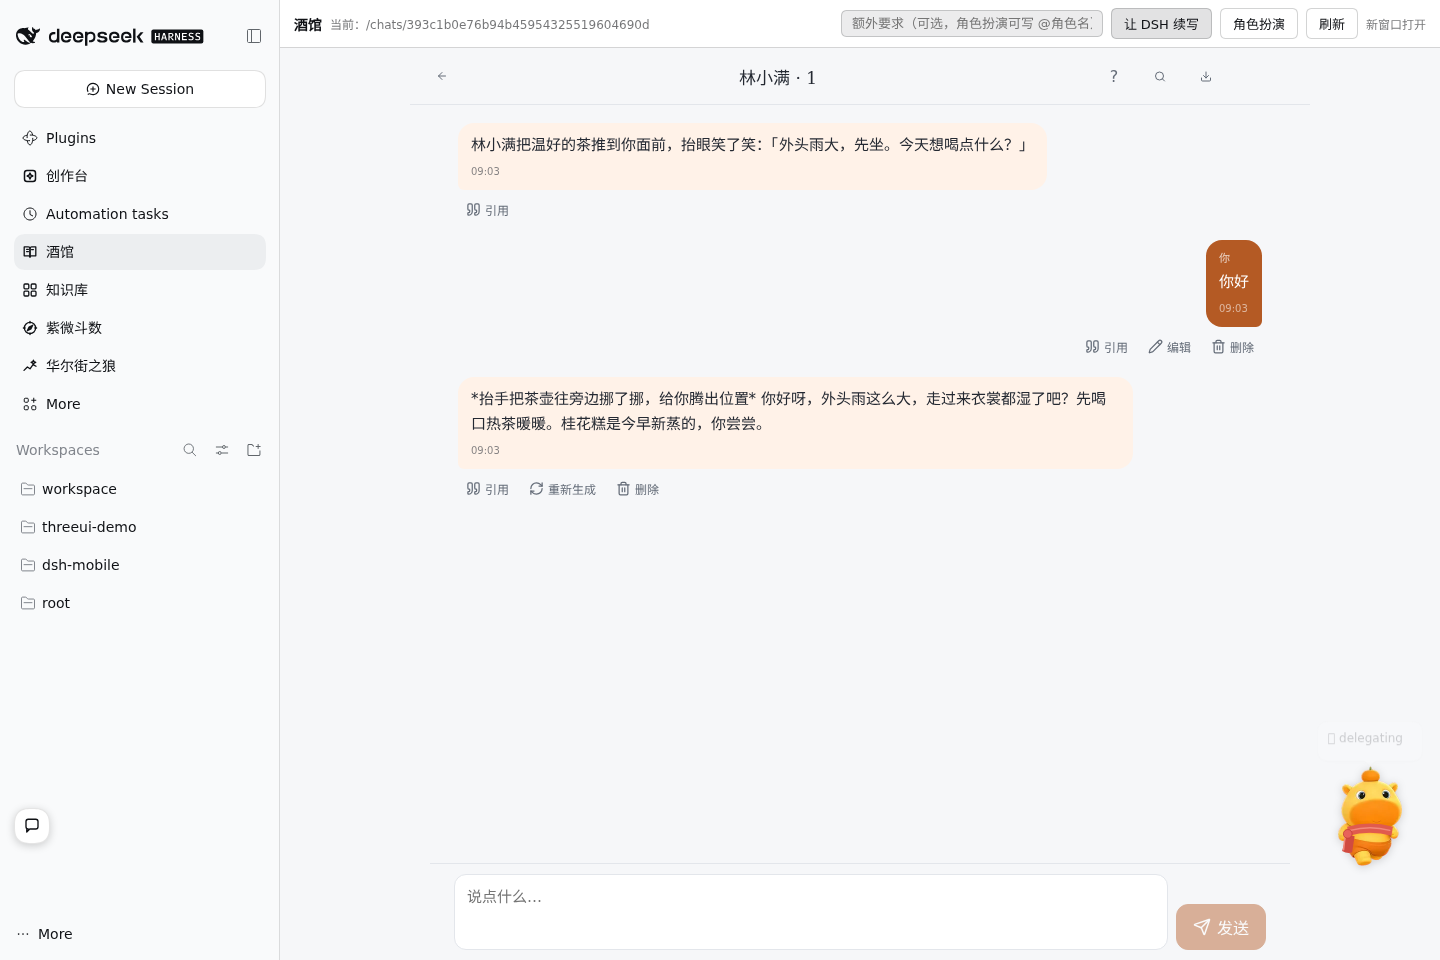 deepseek HARNESS
New Session
Plugins
创作台
Automation tasks
酒馆
知识库
紫微斗数
华尔街之狼
More
Workspaces
workspace
threeui-demo
dsh-mobile
root
More
酒馆 当前：/chats/393c1b0e76b94b45954325519604690d
额外要求（可选，角色扮演可写 @角色名
让 DSH 续写
角色扮演
刷新
新窗口打开
林小满 · 1
?
林小满把温好的茶推到你面前，抬眼笑了笑：「外头雨大，先坐。今天想喝点什么？」
09:03
引用
你
你好
09:03
引用 编辑 删除
*抬手把茶壶往旁边挪了挪，给你腾出位置* 你好呀，外头雨这么大，走过来衣裳都湿了吧？先喝
口热茶暖暖。桂花糕是今早新蒸的，你尝尝。
09:03
引用 重新生成 删除
delegating
说点什么...
发送